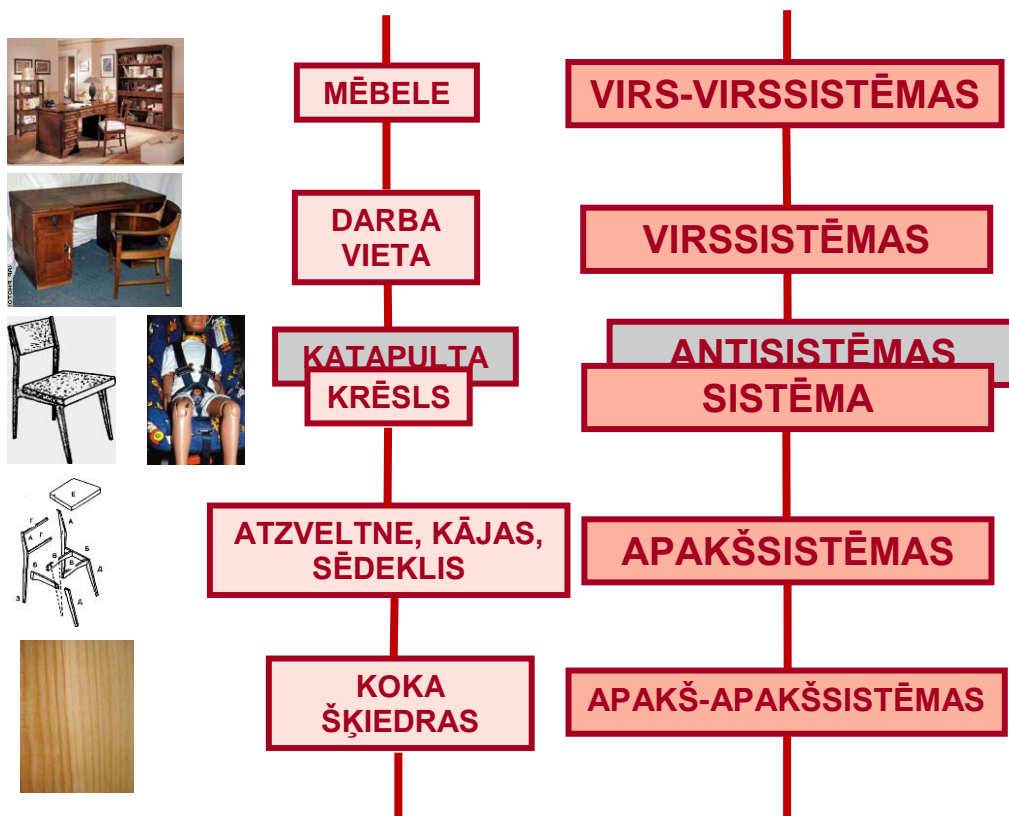 MĒBELE
VIRS-VIRSSISTĒMAS
DARBA
VIETA
VIRSSISTĒMAS
KATAPULTA
ANTISISTĒMAS
KRĒSLS
SISTĒMA
ATZVELTNE, KĀJAS,
SĒDEKLIS
APAKŠSISTĒMAS
KOKA
ŠĶIEDRAS
APAKŠ-APAKŠSISTĒMAS